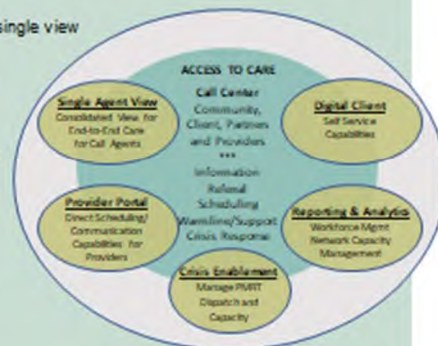 single view
ACCESS TO CARE
Call Center
Community,
Client, Partners
and Providers
***
Information
Referral
Scheduling
Warmline/Support
Crisis Response
Single Agent View
Consolidated View for
End-to-End Care
for Call Agents
Digital Client
Self Service
Capabilities
Provider Portal
Direct Scheduling/
Communication
Capabilities for
Providers
Reporting & Analytics
Workforce Mgmt
Network Capacity
Management
Crisis Enablement
Manage PMRT
Dispatch and
Capacity